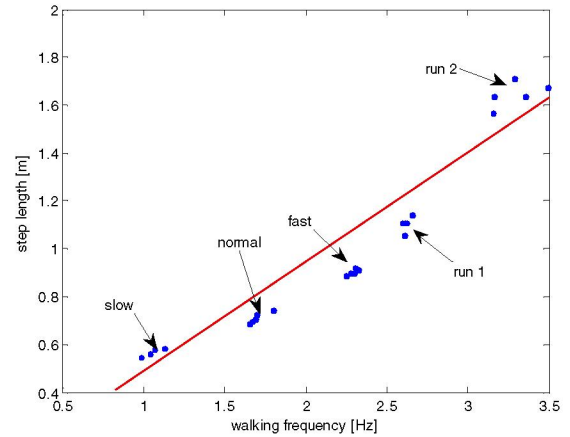 2
1.8
1.6
1.4
1.2
1
0.8
0.6
0.4
step length [m]
run 2
fast
normal
run 1
slow
0.5
1
1.5
2
2.5
3
3.5
walking frequency [Hz]